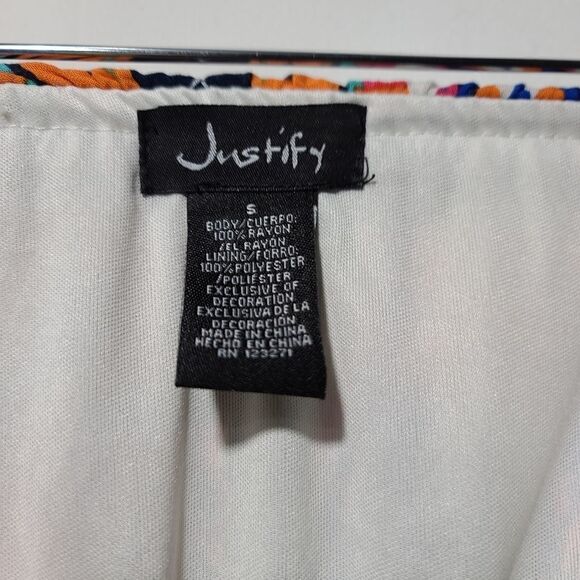 Justify
S
BODY/CUERPO:
100% RAYON
/EL RAYON
LINING/FORRO:
100% POLYESTER
/POLIÉSTER
EXCLUSIVE OF
DECORATION
EXCLUSIVA DE LA
DECORACIÓN
MADE IN CHINA
HECHO EN CHINA
RN 123271